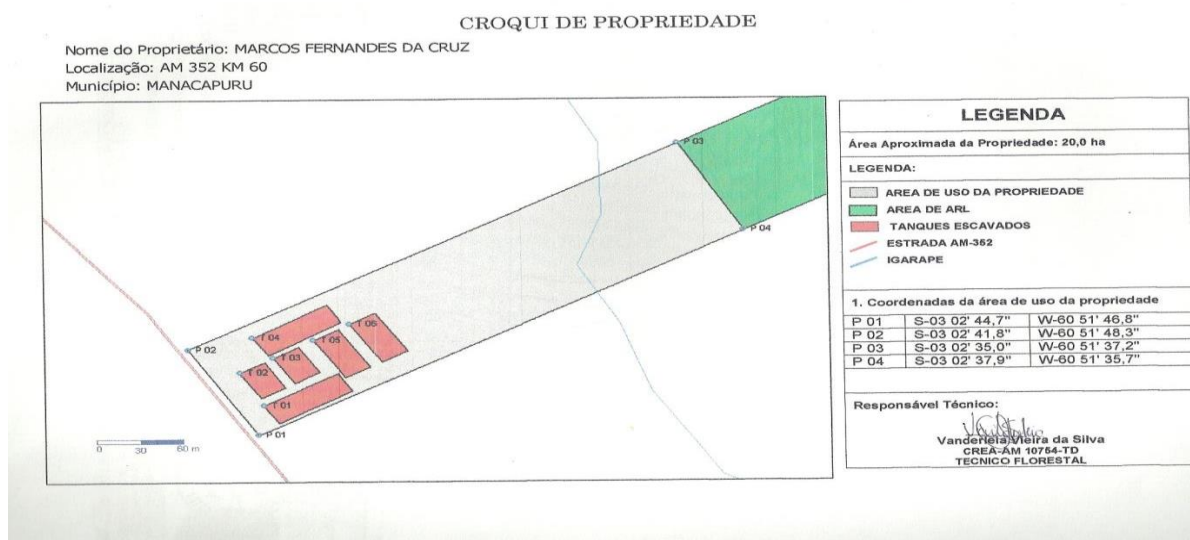 CROQUI DE PROPRIEDADE
Nome do Proprietário: MARCOS FERNANDES DA CRUZ
Localização: AM 352 KM 60
Município: MANACAPURU
P 03
P 04
P 02
T 04
T 06
T 05
T 03
T 02
T 01
P 01
0 30 60 m
LEGENDA
Área Aproximada da Propriedade: 20,0 ha
LEGENDA:
AREA DE USO DA PROPRIEDADE
AREA DE ARL
TANQUES ESCAVADOS
ESTRADA AM-352
IGARAPE
1. Coordenadas da área de uso da propriedade
P 01 S-03 02' 44,7" W-60 51' 46,8"
P 02 S-03 02' 41,8" W-60 51' 48,3"
P 03 S-03 02' 35,0" W-60 51' 37,2"
P 04 S-03 02' 37,9" W-60 51' 35,7"
Responsável Técnico:
Vanderleia Vieira da Silva
CREA-AM 10754-TD
TECNICO FLORESTAL